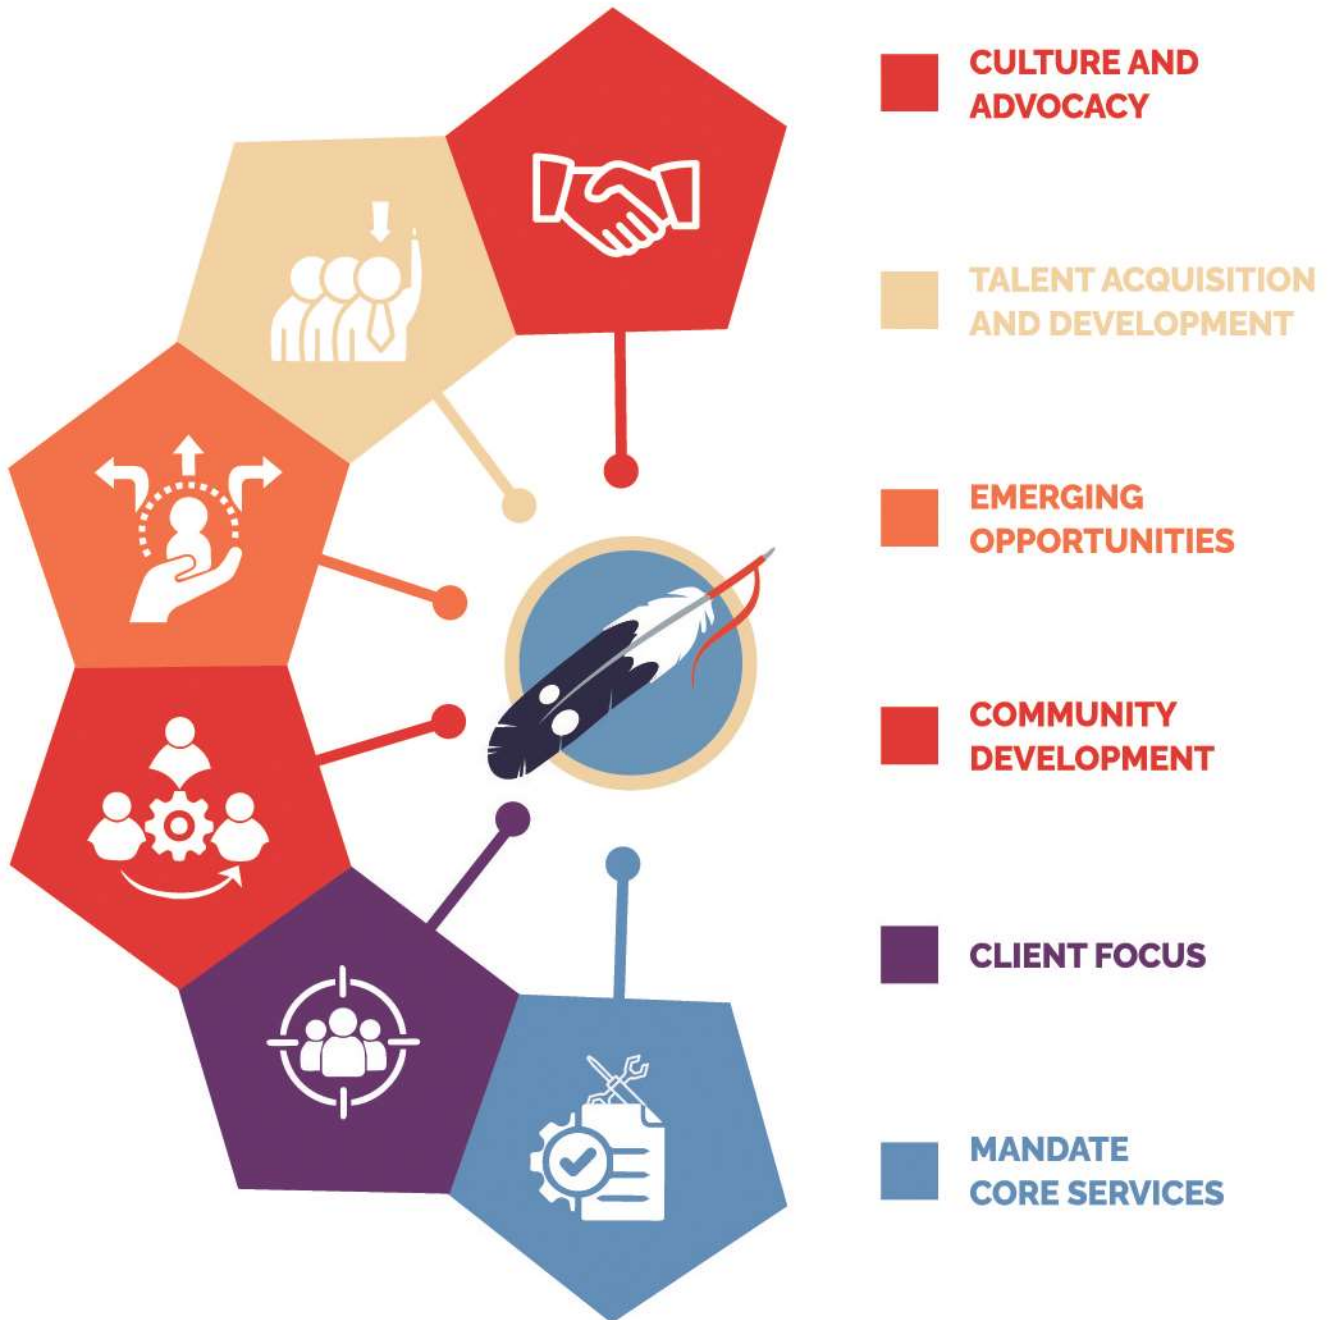 CULTURE AND
ADVOCACY
TALENT ACQUISITION
AND DEVELOPMENT
EMERGING
OPPORTUNITIES
COMMUNITY
DEVELOPMENT
CLIENT FOCUS
MANDATE
CORE SERVICES